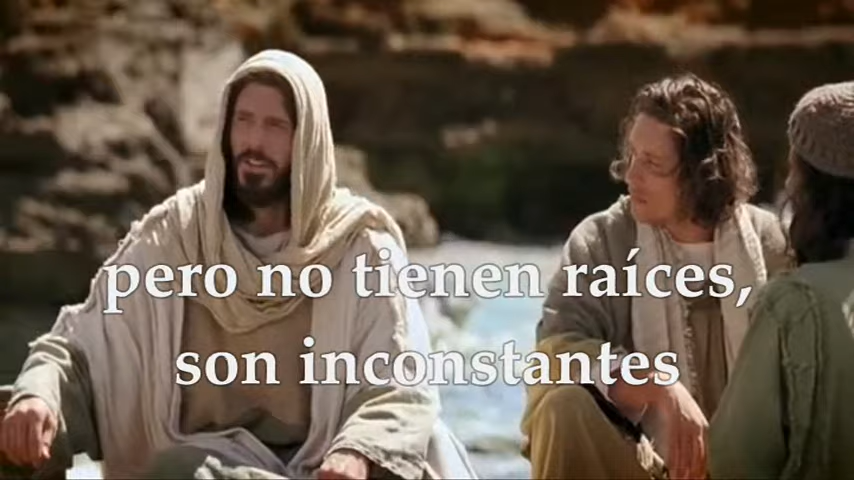 pero no tienen raíces,
son inconstantes